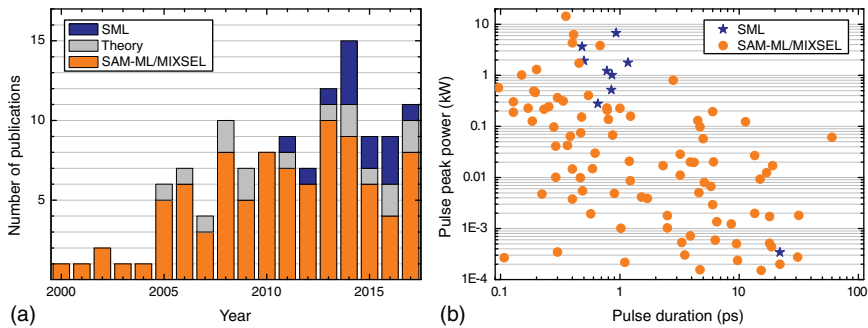 SML
Theory
SAM-ML/MIXSEL
15
10
5
Number of publications
2000
2005
2010
2015
Year
(a)
SML
SAM-ML/MIXSEL
10
1
0.1
0.01
1E-3
1E-4
Pulse peak power (kW)
0.1
1
10
100
Pulse duration (ps)
(b)